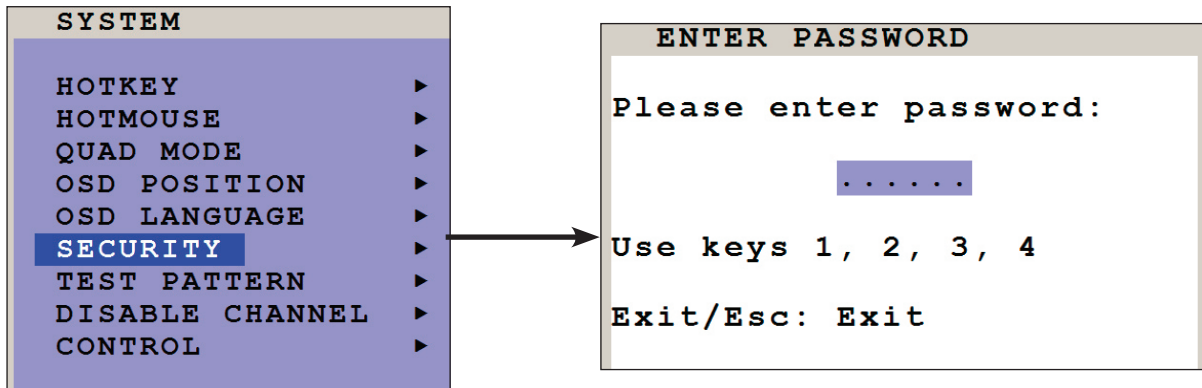 SYSTEM
HOTKEY ►
HOTMOUSE ►
QUAD MODE ►
OSD POSITION ►
OSD LANGUAGE ►
SECURITY ►
TEST PATTERN ►
DISABLE CHANNEL ►
CONTROL ►
ENTER PASSWORD
Please enter password:
......
Use keys 1, 2, 3, 4
Exit/Esc: Exit